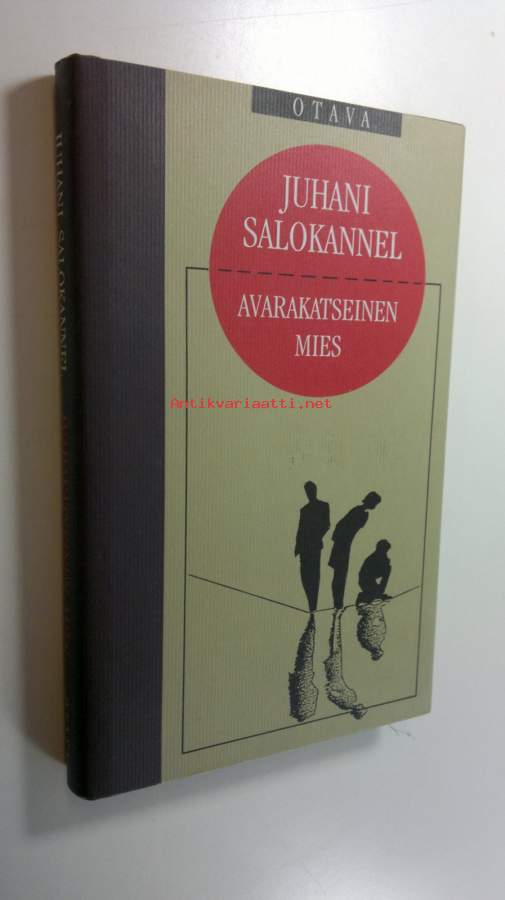 OTAVA
JUHANI
SALOKANNEL
AVARAKATSEINEN
MIES
Antikvariaatti.net
JUHANI SALOKANNEL